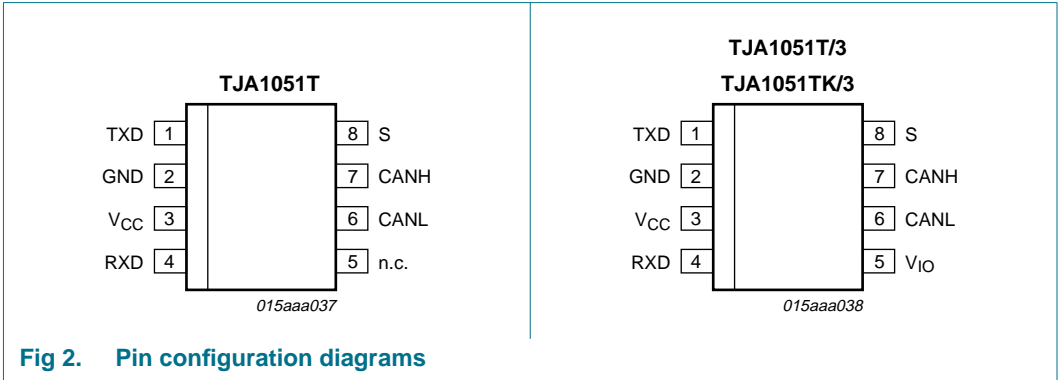 TJA1051T
TXD 1 8 S
GND 2 7 CANH
VCC 3 6 CANL
RXD 4 5 n.c.
015aaa037
TJA1051T/3
TJA1051TK/3
TXD 1 8 S
GND 2 7 CANH
VCC 3 6 CANL
RXD 4 5 VIO
015aaa038
Fig 2. Pin configuration diagrams